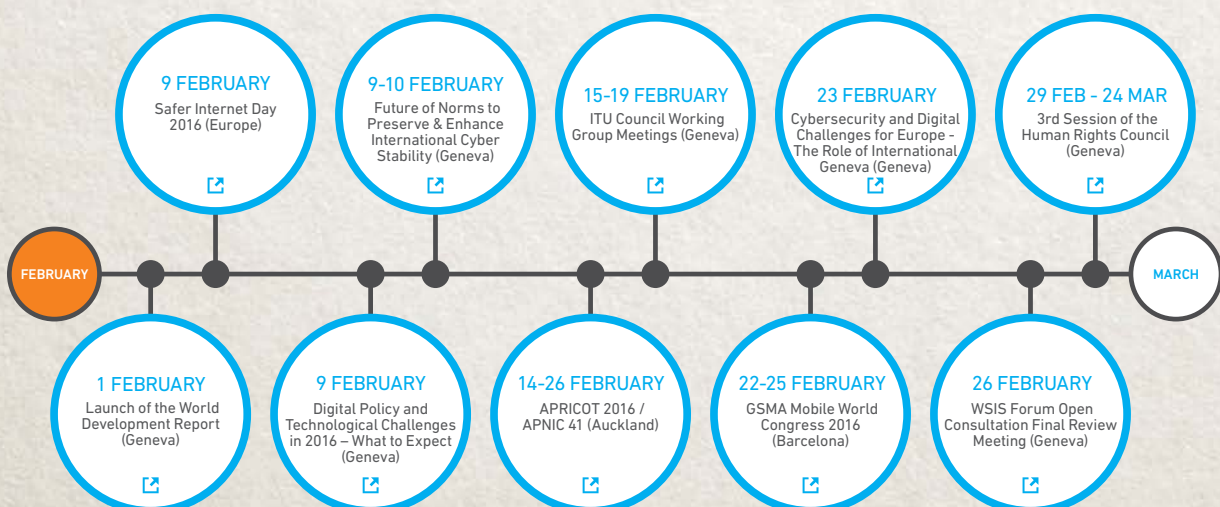 9 FEBRUARY
Safer Internet Day
2016 (Europe)
9-10 FEBRUARY
Future of Norms to
Preserve & Enhance
International Cyber
Stability (Geneva)
15-19 FEBRUARY
ITU Council Working
Group Meetings (Geneva)
23 FEBRUARY
Cybersecurity and Digital
Challenges for Europe -
The Role of International
Geneva (Geneva)
29 FEB - 24 MAR
3rd Session of the
Human Rights Council
(Geneva)
FEBRUARY
MARCH
1 FEBRUARY
Launch of the World
Development Report
(Geneva)
9 FEBRUARY
Digital Policy and
Technological Challenges
in 2016 – What to Expect
(Geneva)
14-26 FEBRUARY
APRICOT 2016 /
APNIC 41 (Auckland)
22-25 FEBRUARY
GSMA Mobile World
Congress 2016
(Barcelona)
26 FEBRUARY
WSIS Forum Open
Consultation Final Review
Meeting (Geneva)